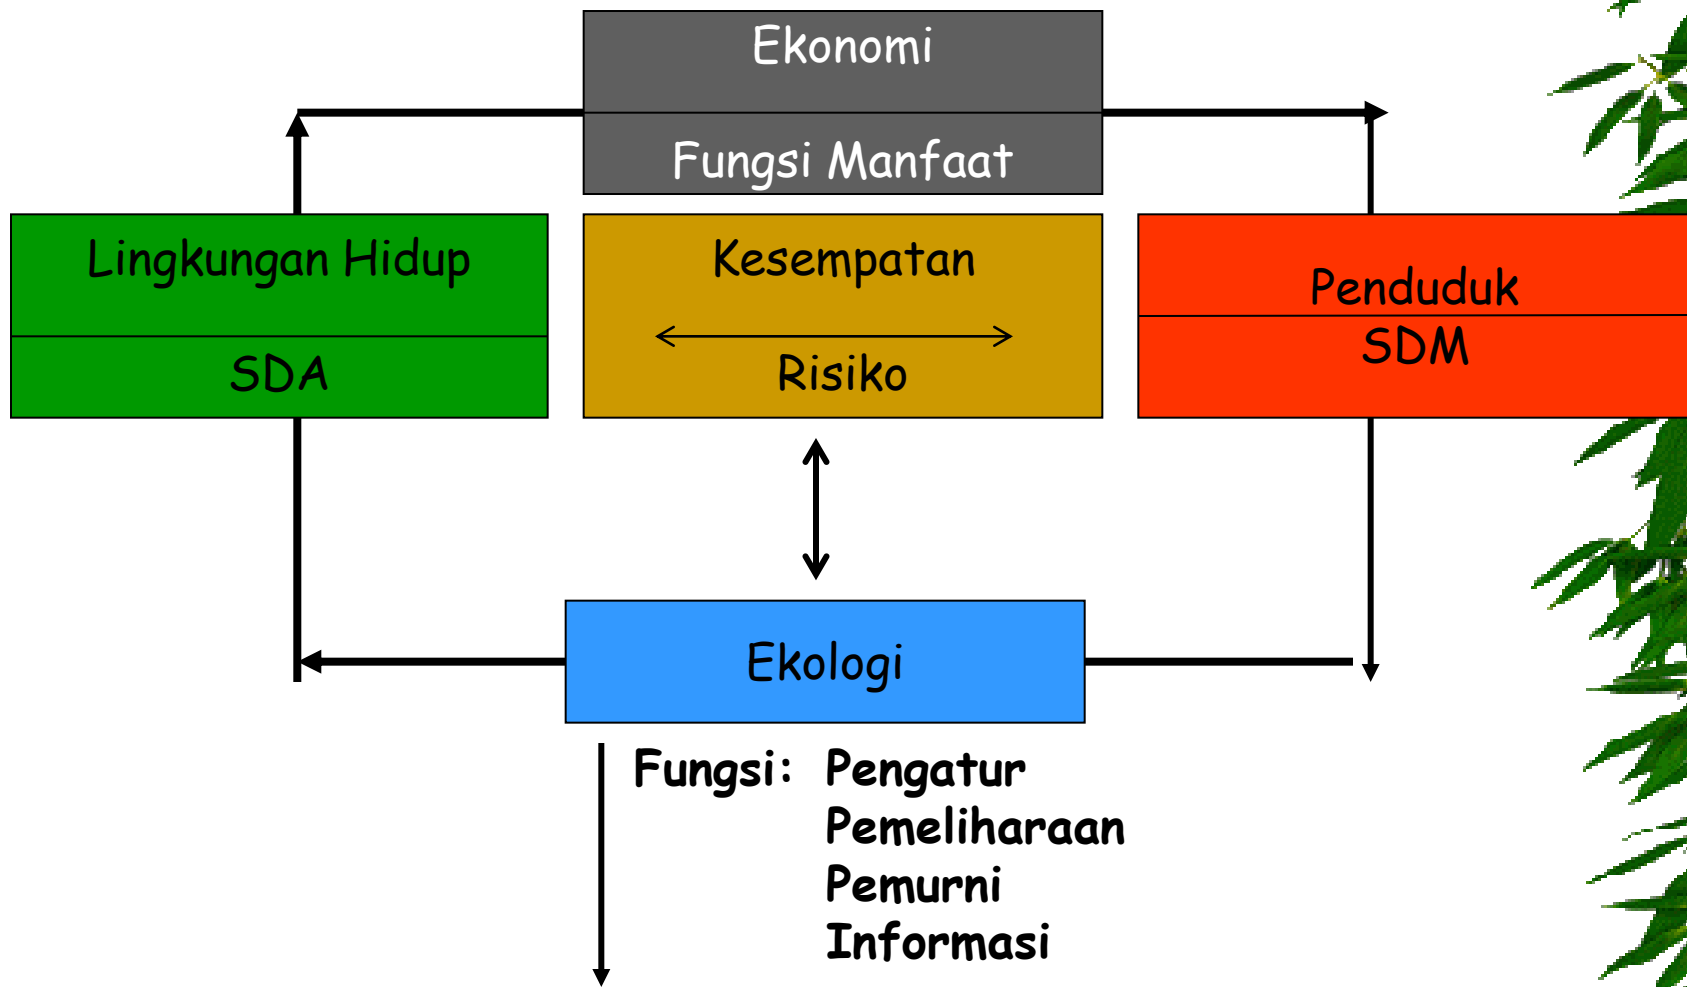 Ekonomi
Fungsi Manfaat
Lingkungan Hidup
SDA
Kesempatan
Risiko
Penduduk
SDM
Ekologi
Fungsi: Pengatur
Pemeliharaan
Pemurni
Informasi